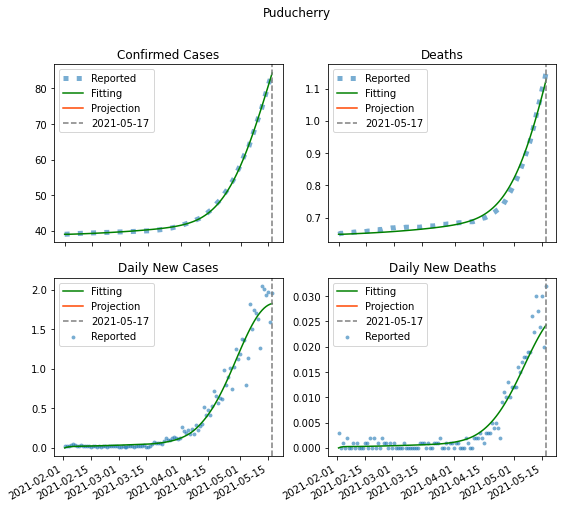 Puducherry
Confirmed Cases
Reported
Fitting
Projection
2021-05-17
80
70
60
50
40
Deaths
Reported
Fitting
Projection
2021-05-17
1.1
1.0
0.9
0.8
0.7
Daily New Cases
Fitting
Projection
2021-05-17
Reported
2.0
1.5
1.0
0.5
0.0
2021-02-01
2021-02-15
2021-03-01
2021-03-15
2021-04-01
2021-04-15
2021-05-01
2021-05-15
Daily New Deaths
Fitting
Projection
2021-05-17
Reported
0.030
0.025
0.020
0.015
0.010
0.005
0.000
2021-02-01
2021-02-15
2021-03-01
2021-03-15
2021-04-01
2021-04-15
2021-05-01
2021-05-15